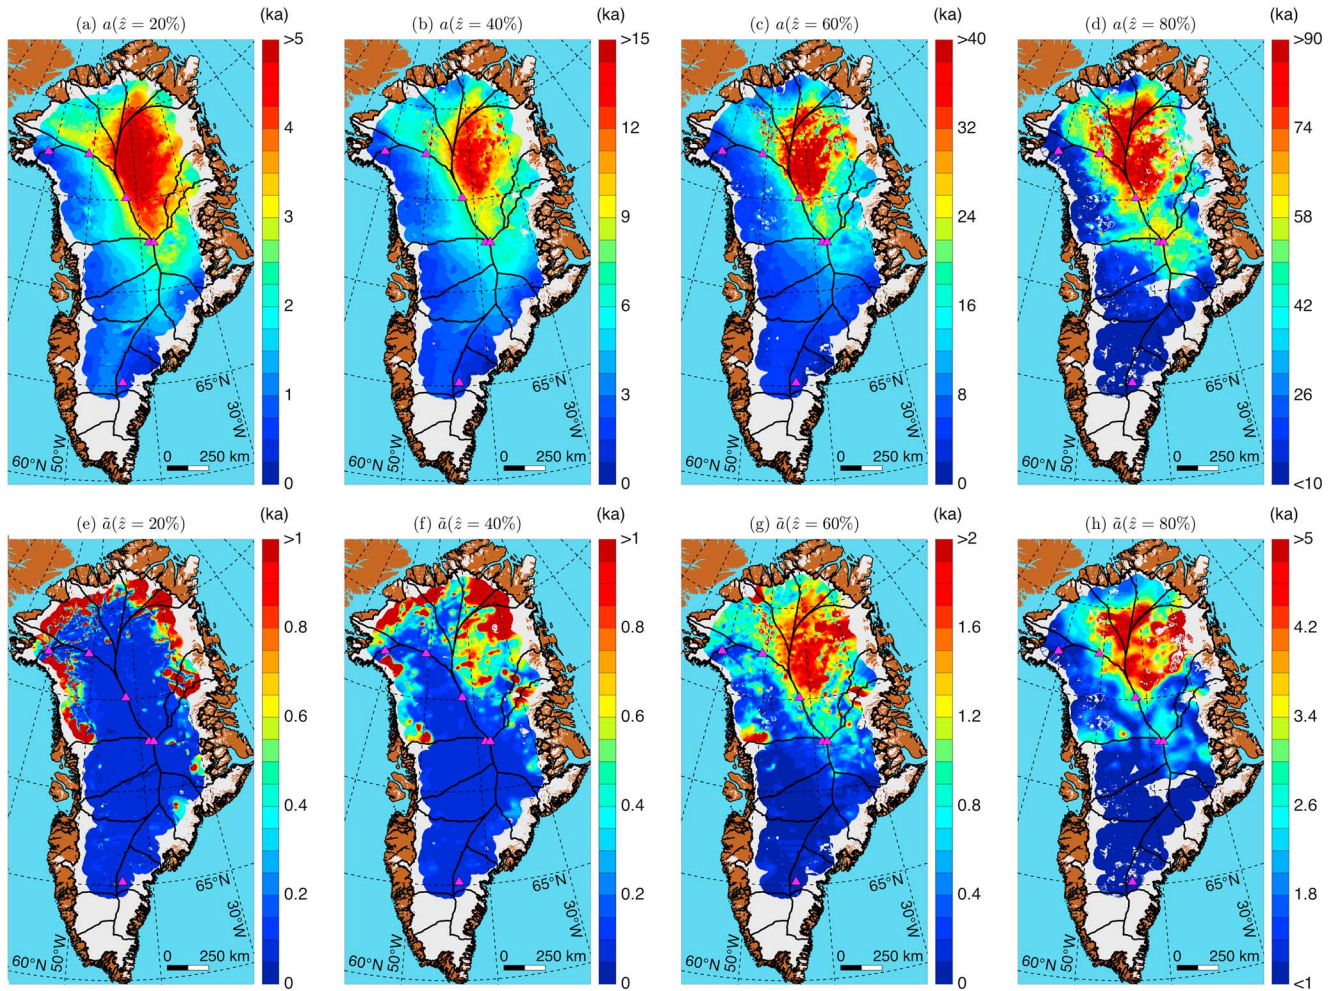 (a) a(ẑ = 20%)
(ka)
>5
4
3
2
1
0
65°N
30°W
50°W
60°N
0 250 km
(b) a(ẑ = 40%)
(ka)
>15
12
9
6
3
0
65°N
30°W
50°W
60°N
0 250 km
(c) a(ẑ = 60%)
(ka)
>40
32
24
16
8
0
65°N
30°W
50°W
60°N
0 250 km
(d) a(ẑ = 80%)
(ka)
>90
74
58
42
26
<10
65°N
30°W
50°W
60°N
0 250 km
(e) ã(ẑ = 20%)
(ka)
>1
0.8
0.6
0.4
0.2
0
65°N
30°W
50°W
60°N
0 250 km
(f) ã(ẑ = 40%)
(ka)
>1
0.8
0.6
0.4
0.2
0
65°N
30°W
50°W
60°N
0 250 km
(g) ã(ẑ = 60%)
(ka)
>2
1.6
1.2
0.8
0.4
0
65°N
30°W
50°W
60°N
0 250 km
(h) ã(ẑ = 80%)
(ka)
>5
4.2
3.4
2.6
1.8
<1
65°N
30°W
50°W
60°N
0 250 km